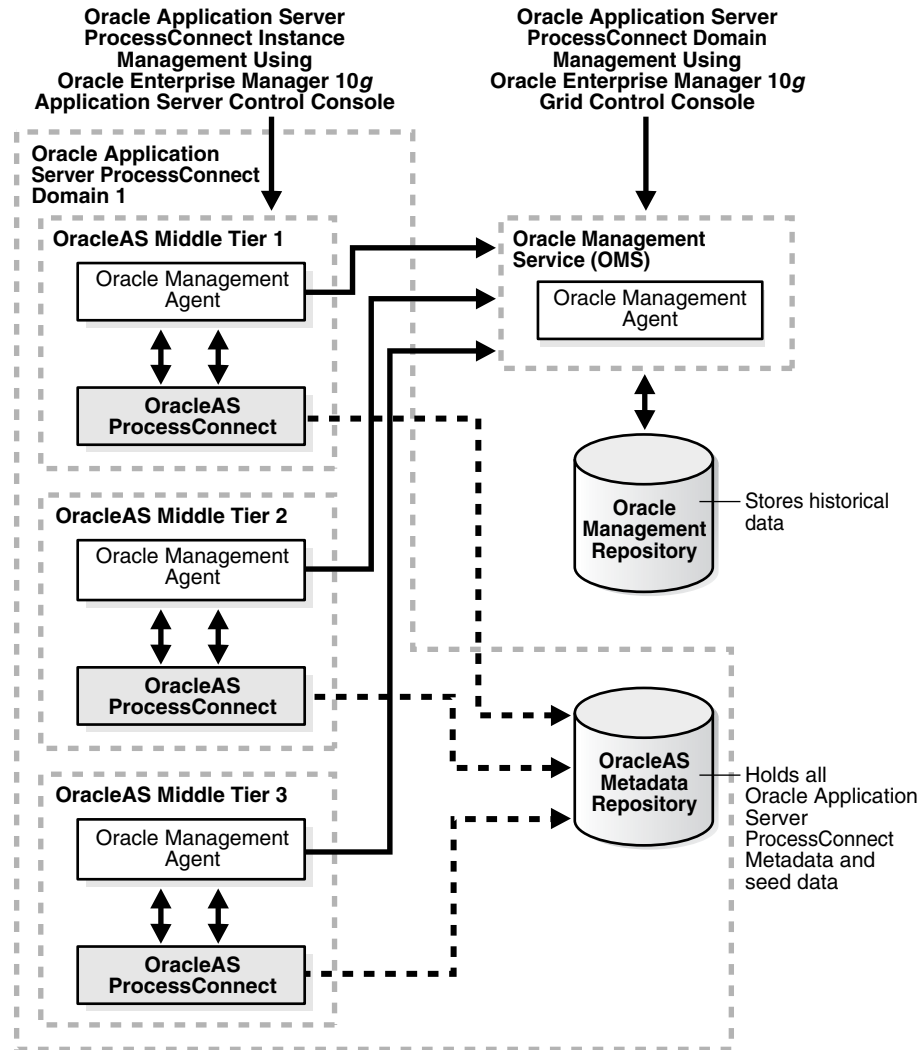 Oracle Application Server
ProcessConnect Instance
Management Using
Oracle Enterprise Manager 10g
Application Server Control Console
Oracle Application Server
ProcessConnect Domain
Management Using
Oracle Enterprise Manager 10g
Grid Control Console
Oracle Application
Server ProcessConnect
Domain 1
OracleAS Middle Tier 1
Oracle Management
Agent
OracleAS
ProcessConnect
Oracle Management
Service (OMS)
Oracle Management
Agent
Oracle
Management
Repository
Stores historical
data
OracleAS Middle Tier 2
Oracle Management
Agent
OracleAS
ProcessConnect
OracleAS
Metadata
Repository
Holds all
Oracle Application
Server
ProcessConnect
Metadata and
seed data
OracleAS Middle Tier 3
Oracle Management
Agent
OracleAS
ProcessConnect